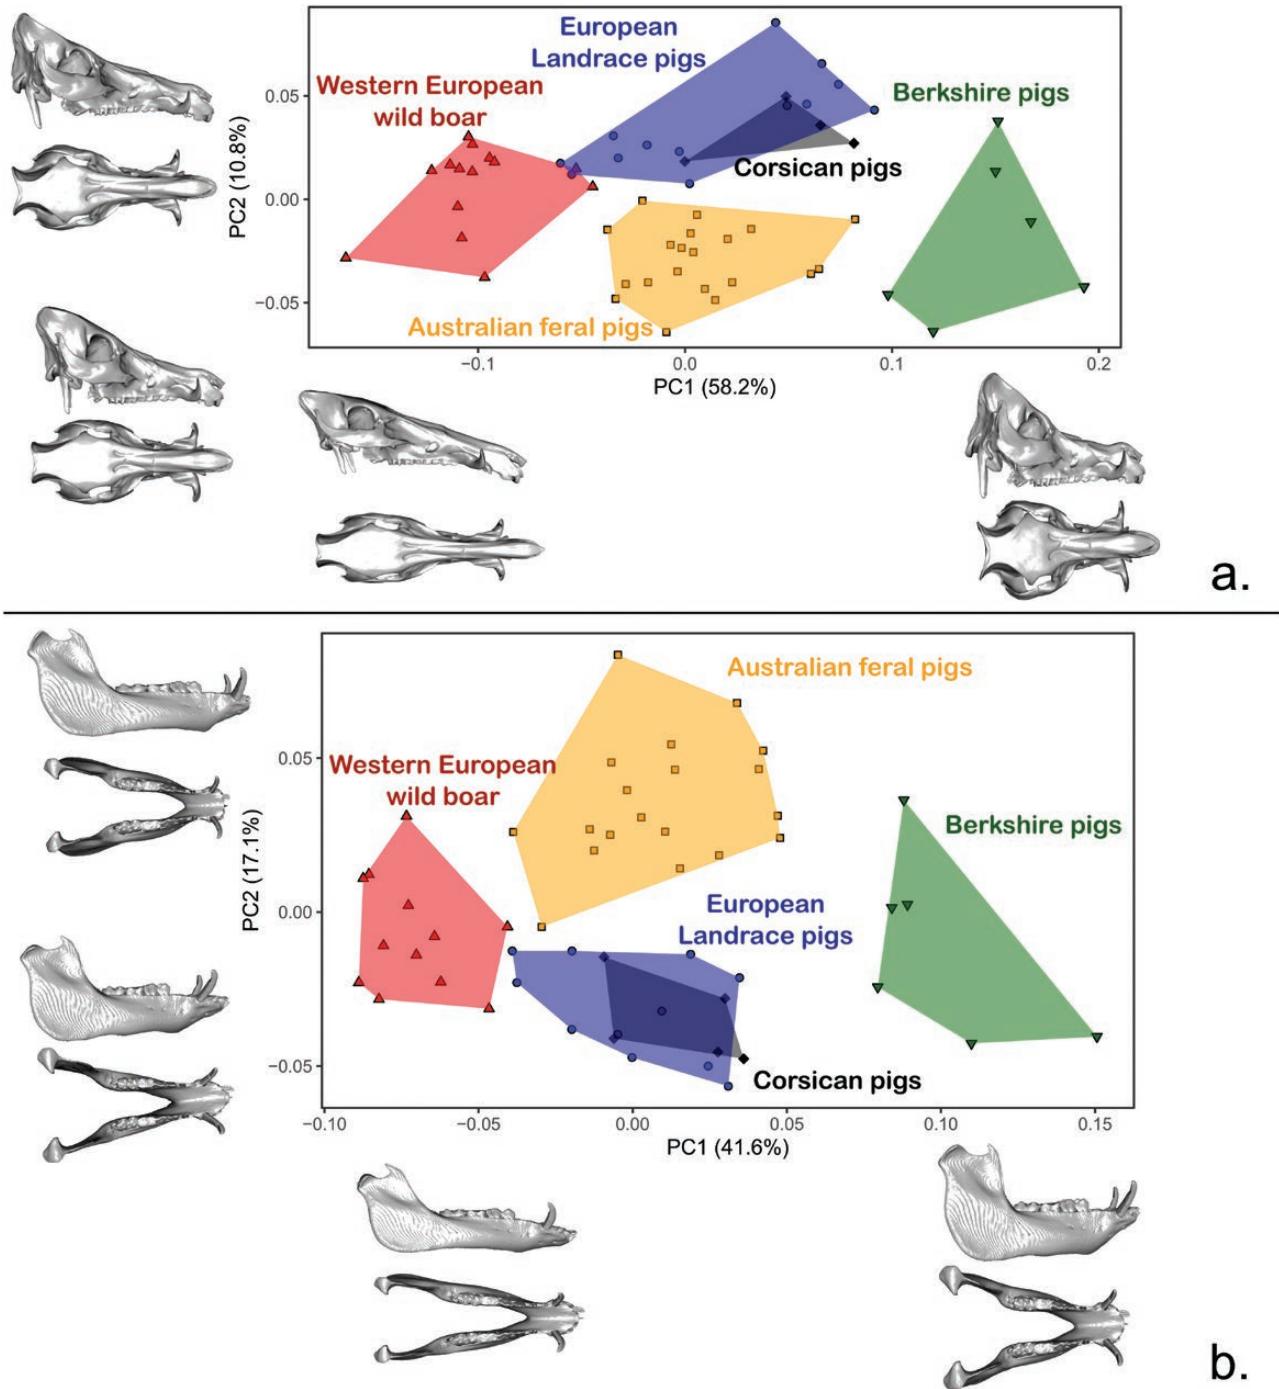 European
Landrace pigs
Western European
wild boar
Berkshire pigs
Corsican pigs
Australian feral pigs
PC2 (10.8%)
0.05
0.00
−0.05
−0.1
0.0
0.1
0.2
PC1 (58.2%)
a.
Australian feral pigs
Western European
wild boar
Berkshire pigs
European
Landrace pigs
Corsican pigs
PC2 (17.1%)
0.05
0.00
−0.05
−0.10
−0.05
0.00
0.05
0.10
0.15
PC1 (41.6%)
b.